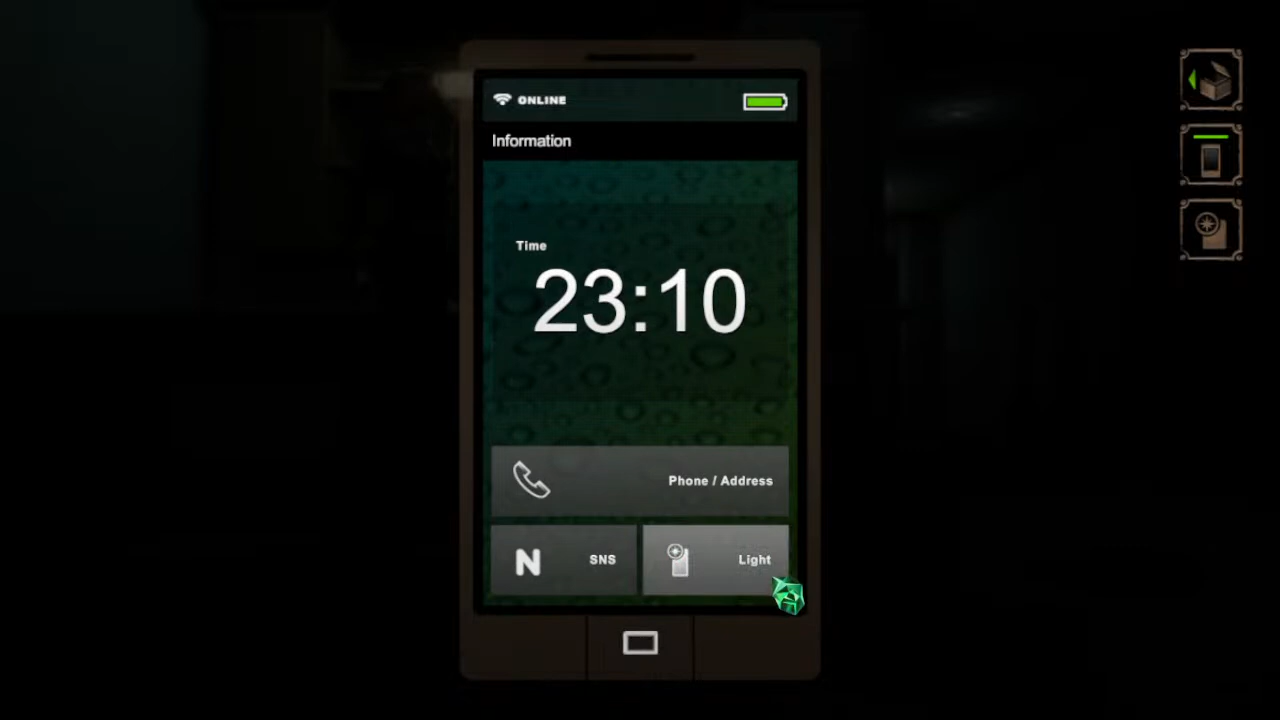 ONLINE
Information
Time
23:10
Phone / Address
N SNS
Light